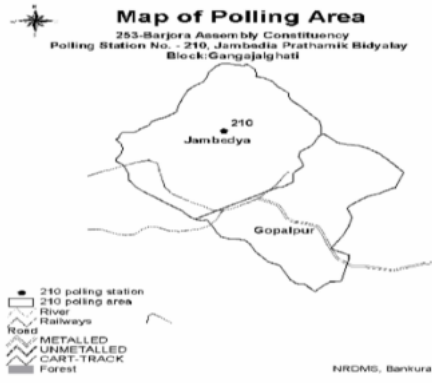 Map of Polling Area
253-Barjora Assembly Constituency
Polling Station No. - 210, Jambedia Prathamik Bidyalay
Block:Gangajalghati
210
Jambedya
Gopalpur
210 polling station
210 polling area
River
Railways
Road
METALLED
UNMETALLED
CART-TRACK
Forest
NRDMS, Bankura